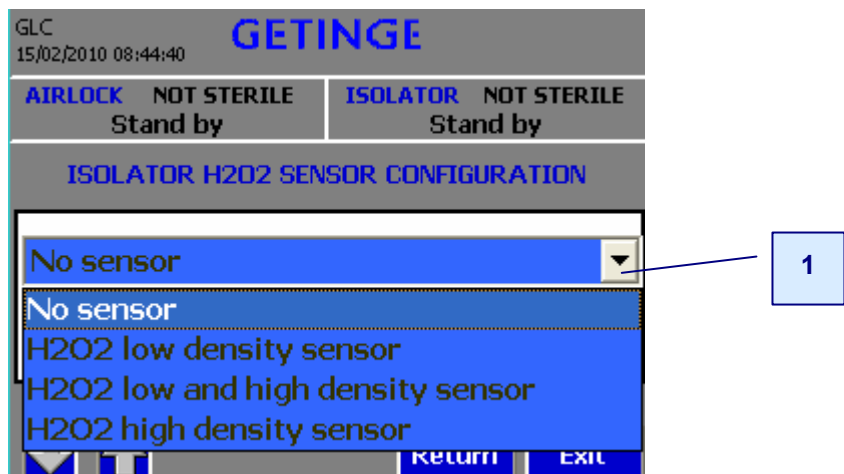 GLC
15/02/2010 08:44:40
GETINGE
AIRLOCK NOT STERILE
Stand by
ISOLATOR NOT STERILE
Stand by
ISOLATOR H2O2 SENSOR CONFIGURATION
No sensor
1
No sensor
H2O2 low density sensor
H2O2 low and high density sensor
H2O2 high density sensor
Return
Exit